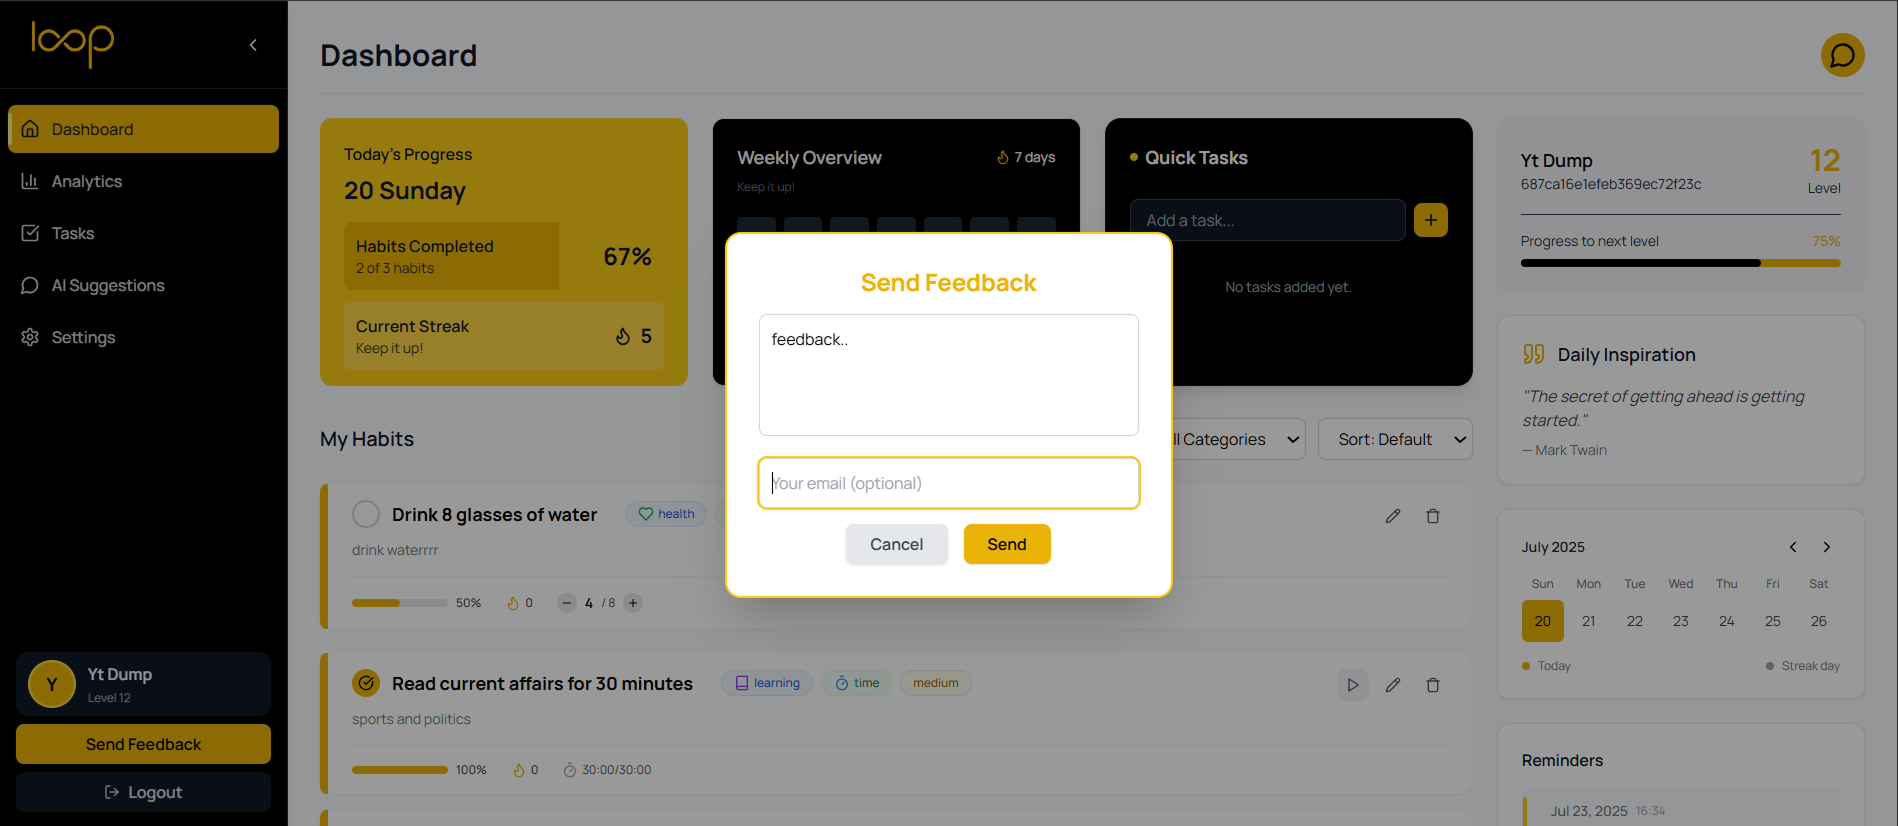 loop
Dashboard
Analytics
Tasks
AI Suggestions
Settings
Yt Dump
Level 12
Y
Send Feedback
Logout
Dashboard
Today's Progress
20 Sunday
Habits Completed
2 of 3 habits
67%
Current Streak
Keep it up!
5
Weekly Overview
7 days
Keep it up!
Quick Tasks
Add a task...
+
No tasks added yet.
Send Feedback
feedback..
Your email (optional)
Cancel
Send
My Habits
ll Categories
Sort: Default
Drink 8 glasses of water
health
drink waterrrr
50%
0
− 4 / 8 +
Read current affairs for 30 minutes
learning
time
medium
sports and politics
100%
0
30:00/30:00
Yt Dump
687ca16e1efeb369ec72f23c
12
Level
Progress to next level
75%
Daily Inspiration
"The secret of getting ahead is getting
started."
— Mark Twain
July 2025
Sun Mon Tue Wed Thu Fri Sat
20 21 22 23 24 25 26
Today
Streak day
Reminders
Jul 23, 2025 16:34